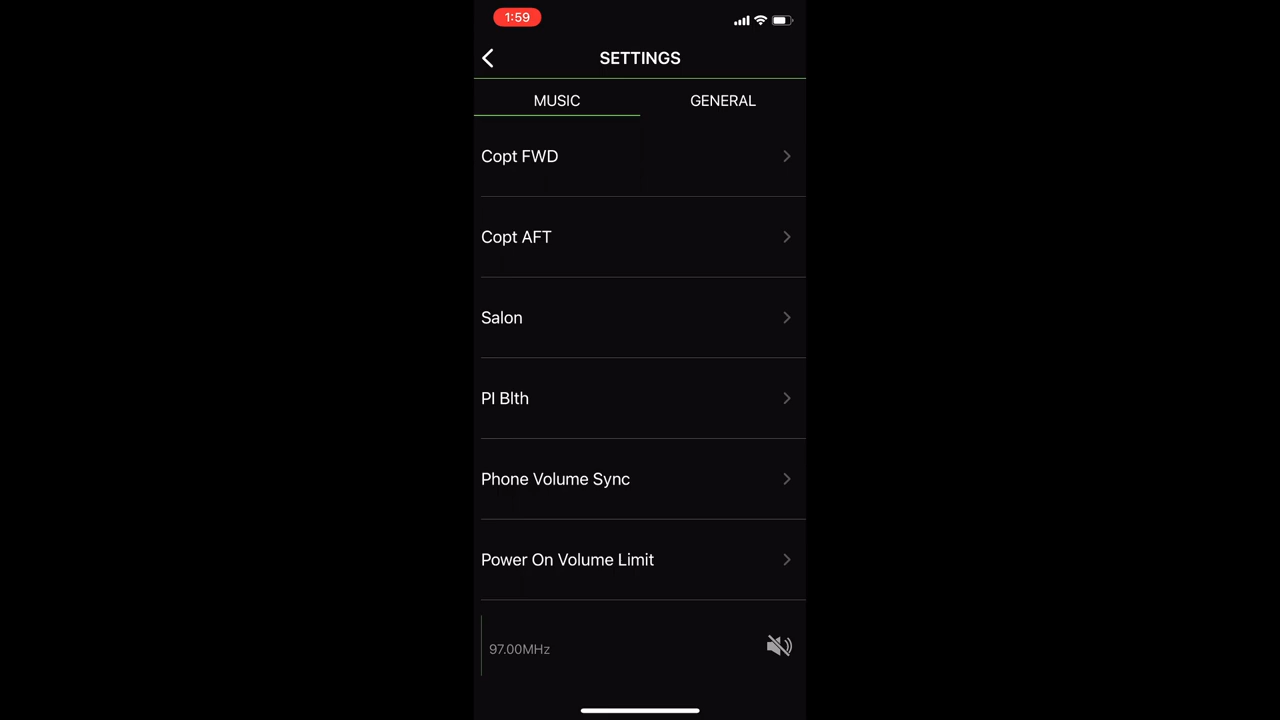 1:59
SETTINGS
MUSIC GENERAL
Copt FWD
Copt AFT
Salon
PI Blth
Phone Volume Sync
Power On Volume Limit
97.00MHz